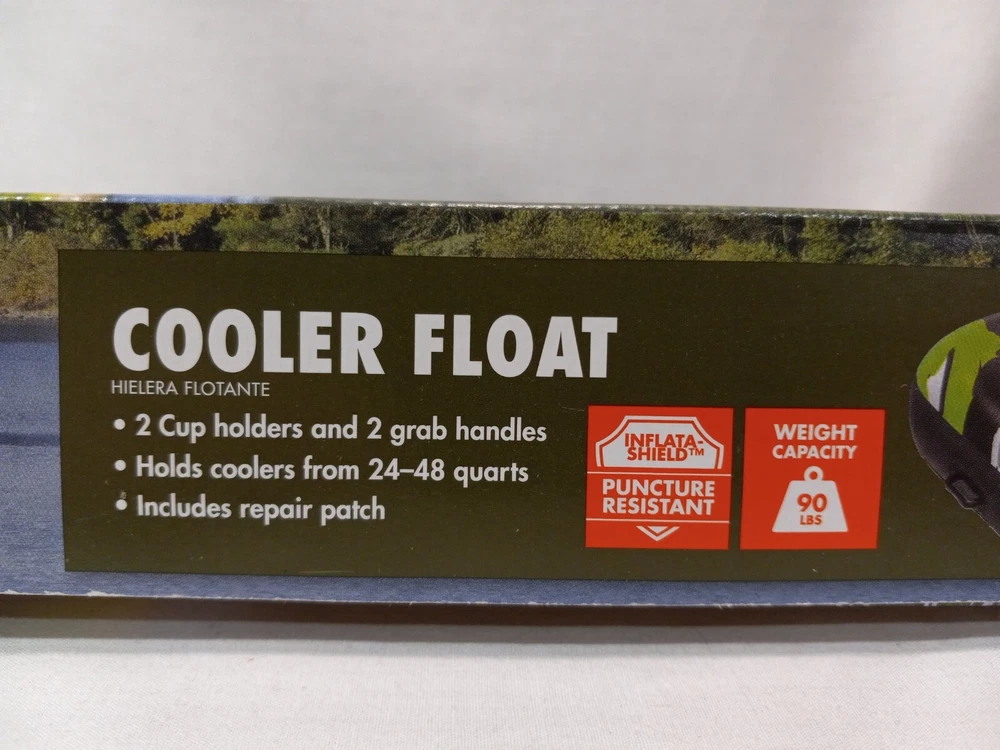 COOLER FLOAT
HIELERA FLOTANTE
• 2 Cup holders and 2 grab handles
• Holds coolers from 24–48 quarts
• Includes repair patch
INFLATA-
SHIELD™
PUNCTURE
RESISTANT
WEIGHT
CAPACITY
90
LBS